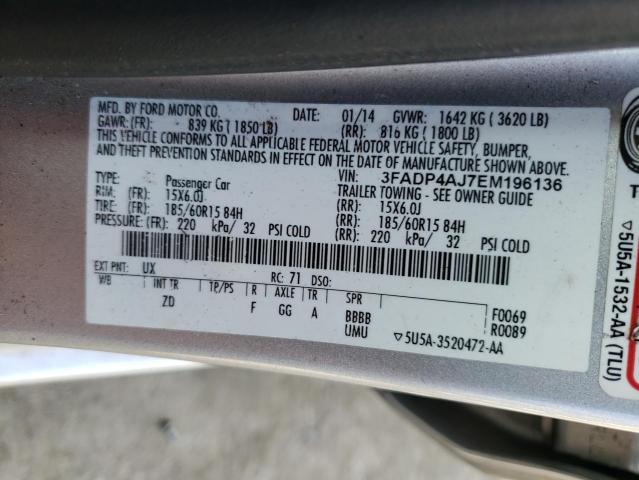 MFD. BY FORD MOTOR CO.
DATE: 01/14 GVWR: 1642 KG ( 3620 LB)
GAWR: (FR): 839 KG ( 1850 LB) (RR): 816 KG ( 1800 LB)
THIS VEHICLE CONFORMS TO ALL APPLICABLE FEDERAL MOTOR VEHICLE SAFETY, BUMPER,
AND THEFT PREVENTION STANDARDS IN EFFECT ON THE DATE OF MANUFACTURE SHOWN ABOVE.
VIN: 3FADP4AJ7EM196136
TYPE: Passenger Car TRAILER TOWING - SEE OWNER GUIDE
RIM: (FR): 15X6.0J (RR): 15X6.0J
TIRE: (FR): 185/60R15 84H (RR): 185/60R15 84H
PRESSURE: (FR): 220 kPa/ 32 PSI COLD (RR): 220 kPa/ 32 PSI COLD
EXT PNT: UX RC: 71 DSO:
WB INT TR TP/PS R AXLE TR SPR
ZD F GG A BBBB F0069
UMU R0089
▽5U5A-3520472-AA
▽5U5A-1532-AA (TLU)